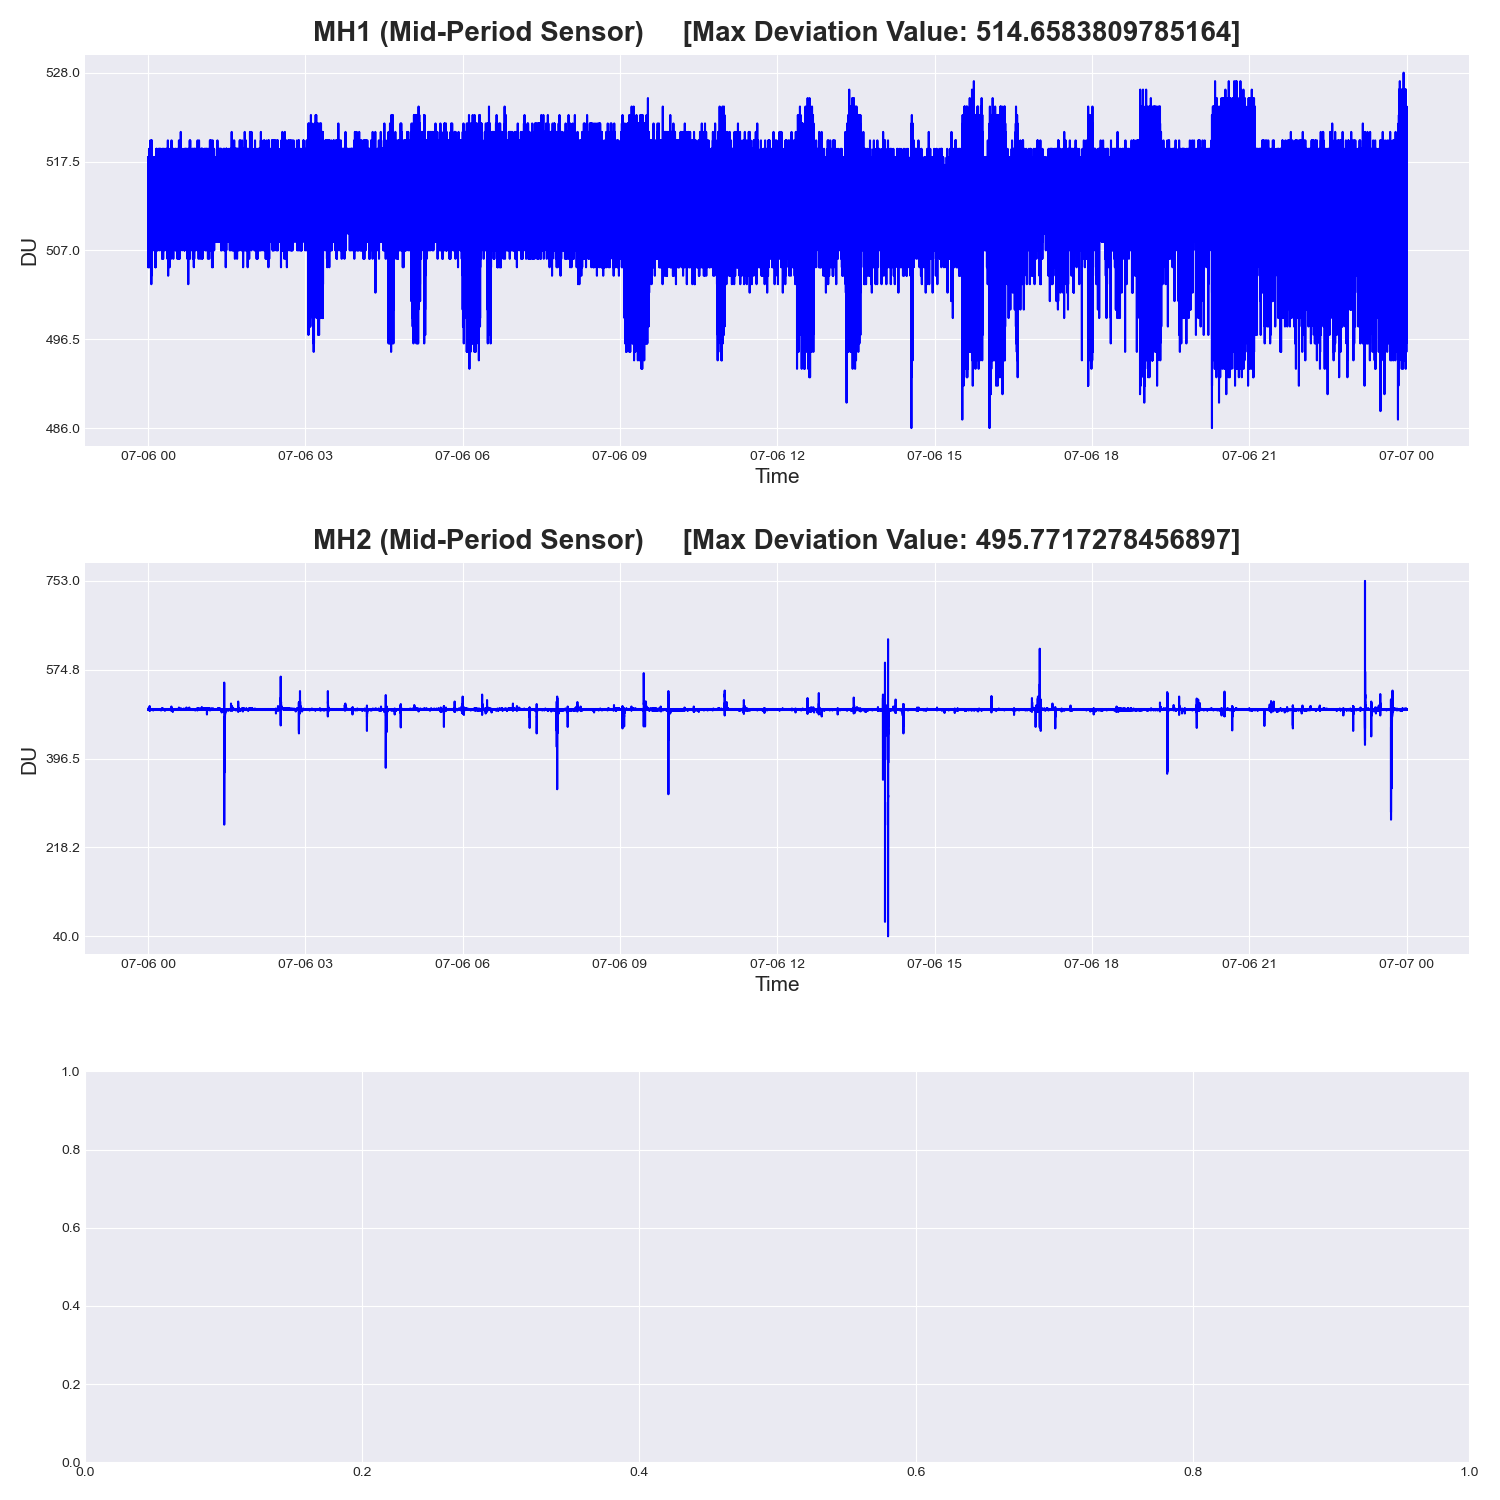 MH1 (Mid-Period Sensor) [Max Deviation Value: 514.6583809785164]
528.0
517.5
507.0
496.5
486.0
DU
07-06 00 07-06 03 07-06 06 07-06 09 07-06 12 07-06 15 07-06 18 07-06 21 07-07 00
Time
MH2 (Mid-Period Sensor) [Max Deviation Value: 495.7717278456897]
753.0
574.8
396.5
218.2
40.0
DU
07-06 00 07-06 03 07-06 06 07-06 09 07-06 12 07-06 15 07-06 18 07-06 21 07-07 00
Time
1.0
0.8
0.6
0.4
0.2
0.0
0.0 0.2 0.4 0.6 0.8 1.0